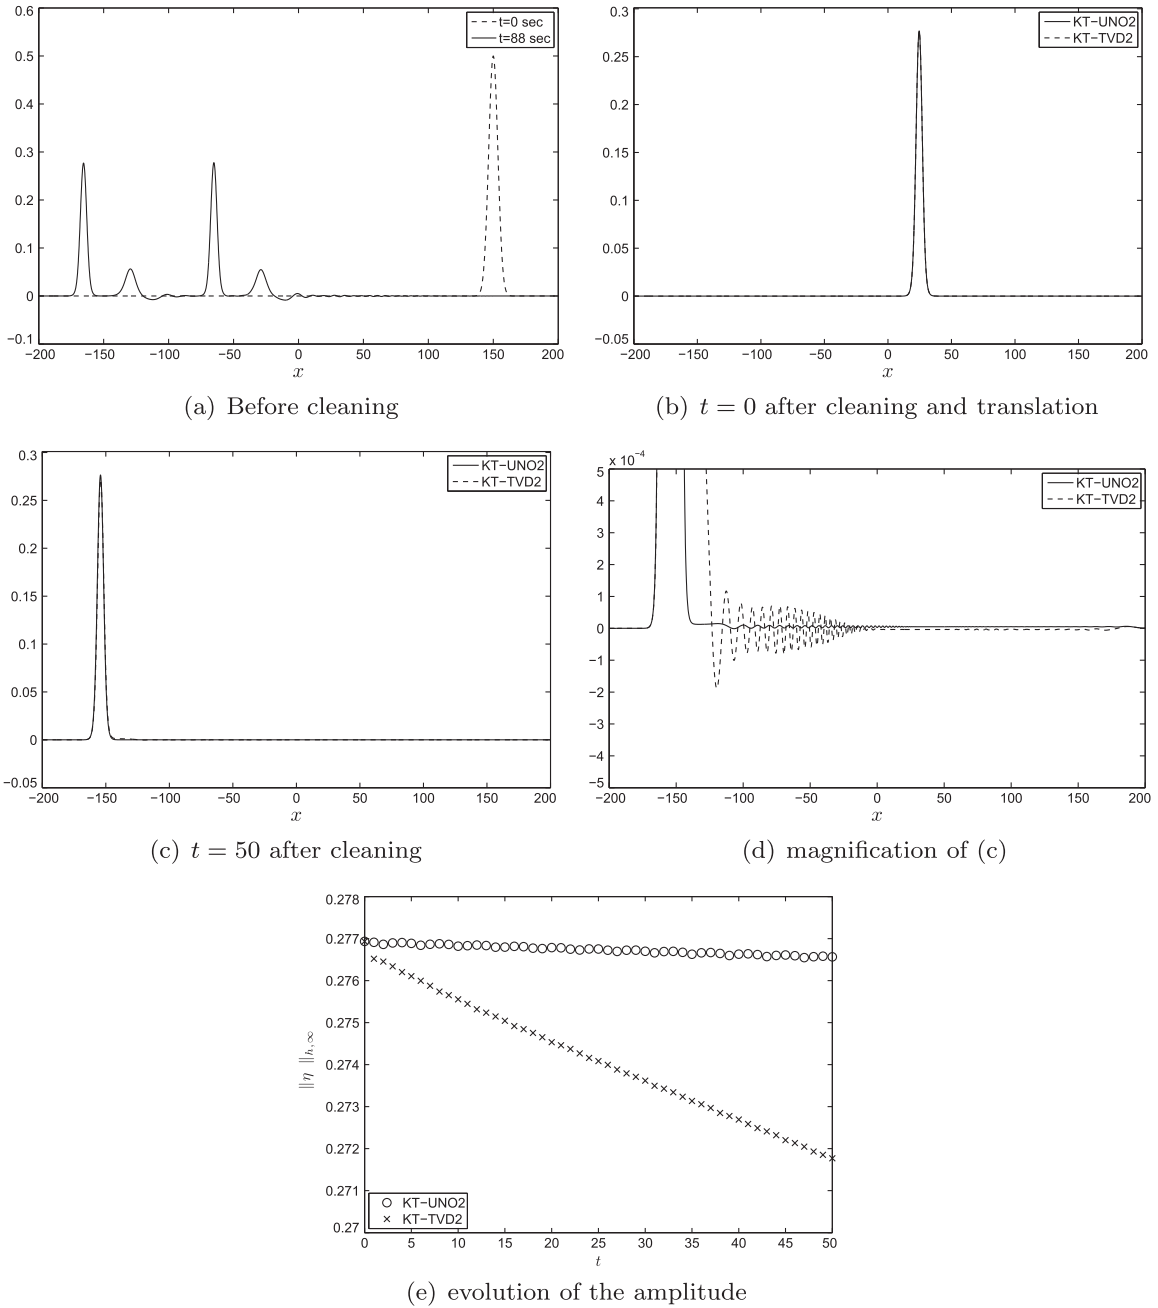 0.6
0.5
0.4
0.3
0.2
0.1
0
−0.1
−200 −150 −100 −50 0 50 100 150 200
x
t=0 sec
t=88 sec
(a) Before cleaning
0.3
0.25
0.2
0.15
0.1
0.05
0
−0.05
−200 −150 −100 −50 0 50 100 150 200
x
KT−UNO2
KT−TVD2
(b) t = 0 after cleaning and translation
0.3
0.25
0.2
0.15
0.1
0.05
0
−0.05
−200 −150 −100 −50 0 50 100 150 200
x
KT−UNO2
KT−TVD2
(c) t = 50 after cleaning
x 10⁻⁴
5
4
3
2
1
0
−1
−2
−3
−4
−5
−200 −150 −100 −50 0 50 100 150 200
x
KT−UNO2
KT−TVD2
(d) magnification of (c)
0.278
0.277
0.276
0.275
0.274
0.273
0.272
0.271
0.27
‖η ‖h,∞
0 5 10 15 20 25 30 35 40 45 50
t
KT−UNO2
KT−TVD2
(e) evolution of the amplitude